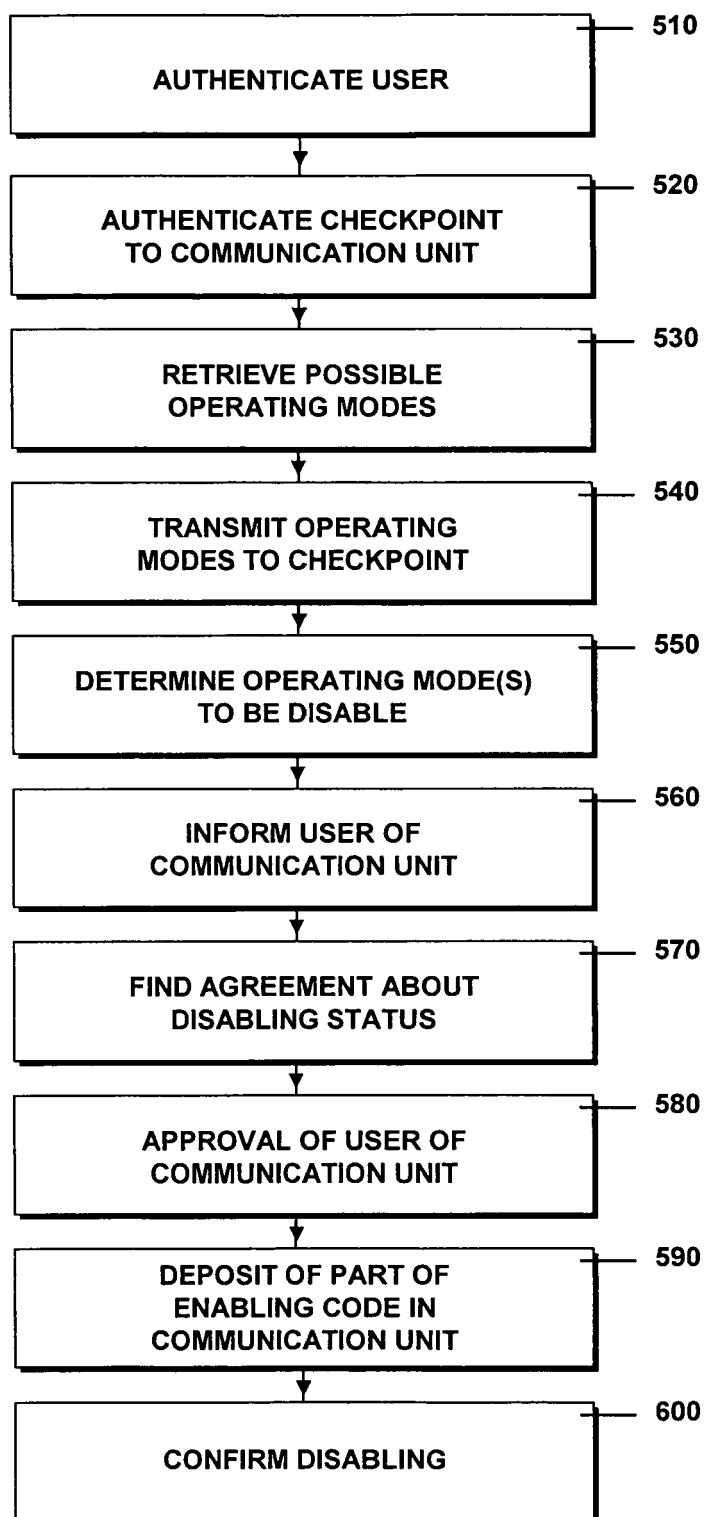 510
AUTHENTICATE USER
520
AUTHENTICATE CHECKPOINT
TO COMMUNICATION UNIT
530
RETRIEVE POSSIBLE
OPERATING MODES
540
TRANSMIT OPERATING
MODES TO CHECKPOINT
550
DETERMINE OPERATING MODE(S)
TO BE DISABLE
560
INFORM USER OF
COMMUNICATION UNIT
570
FIND AGREEMENT ABOUT
DISABLING STATUS
580
APPROVAL OF USER OF
COMMUNICATION UNIT
590
DEPOSIT OF PART OF
ENABLING CODE IN
COMMUNICATION UNIT
600
CONFIRM DISABLING